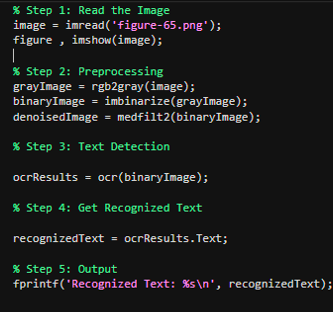 % Step 1: Read the Image
image = imread('figure-65.png');
figure , imshow(image);
% Step 2: Preprocessing
grayImage = rgb2gray(image);
binaryImage = imbinarize(grayImage);
denoisedImage = medfilt2(binaryImage);
% Step 3: Text Detection
ocrResults = ocr(binaryImage);
% Step 4: Get Recognized Text
recognizedText = ocrResults.Text;
% Step 5: Output
fprintf('Recognized Text: %s\n', recognizedText);